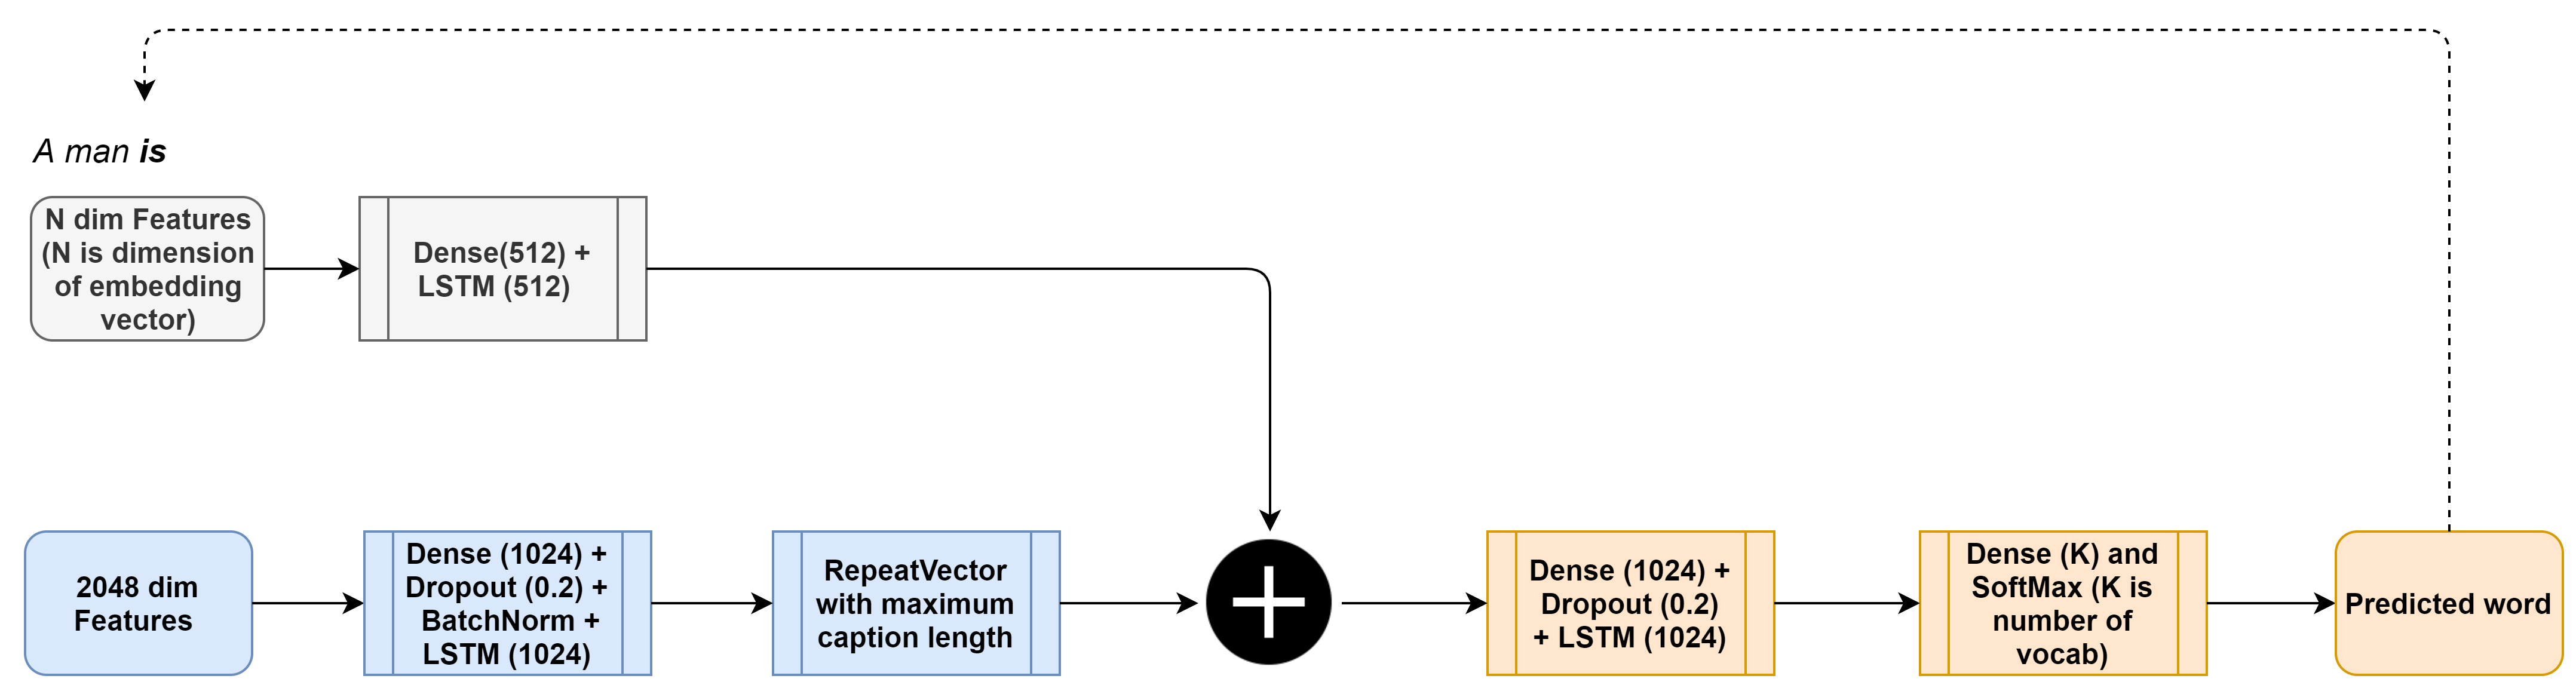 A man is
N dim Features
(N is dimension
of embedding
vector)
Dense(512) +
LSTM (512)
2048 dim
Features
Dense (1024) +
Dropout (0.2) +
BatchNorm +
LSTM (1024)
RepeatVector
with maximum
caption length
Dense (1024) +
Dropout (0.2)
+ LSTM (1024)
Dense (K) and
SoftMax (K is
number of
vocab)
Predicted word